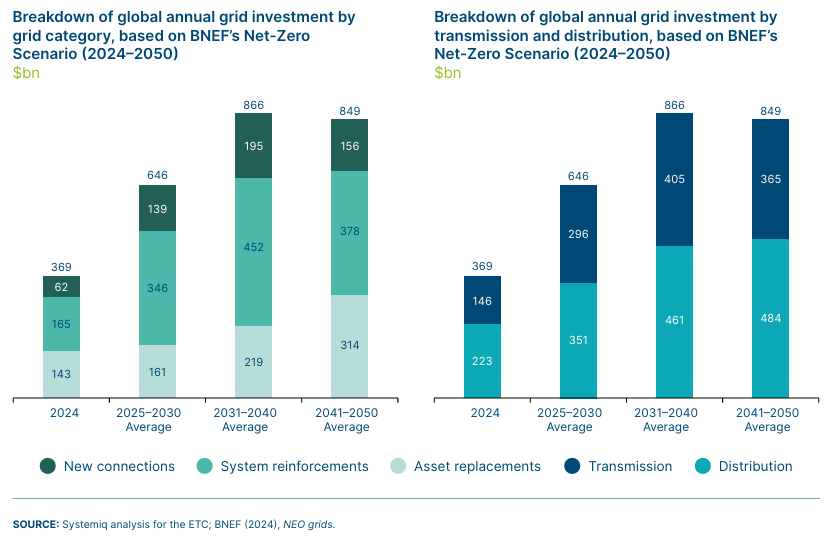 Breakdown of global annual grid investment by
grid category, based on BNEF's Net-Zero
Scenario (2024–2050)
$bn
866
849
195
156
646
139
452
378
369
346
62
165
314
219
143
161
2024
2025–2030
Average
2031–2040
Average
2041–2050
Average
Breakdown of global annual grid investment by
transmission and distribution, based on BNEF's
Net-Zero Scenario (2024–2050)
$bn
866
849
405
365
646
296
369
146
484
461
351
223
2024
2025–2030
Average
2031–2040
Average
2041–2050
Average
New connections
System reinforcements
Asset replacements
Transmission
Distribution
SOURCE: Systemiq analysis for the ETC; BNEF (2024), NEO grids.